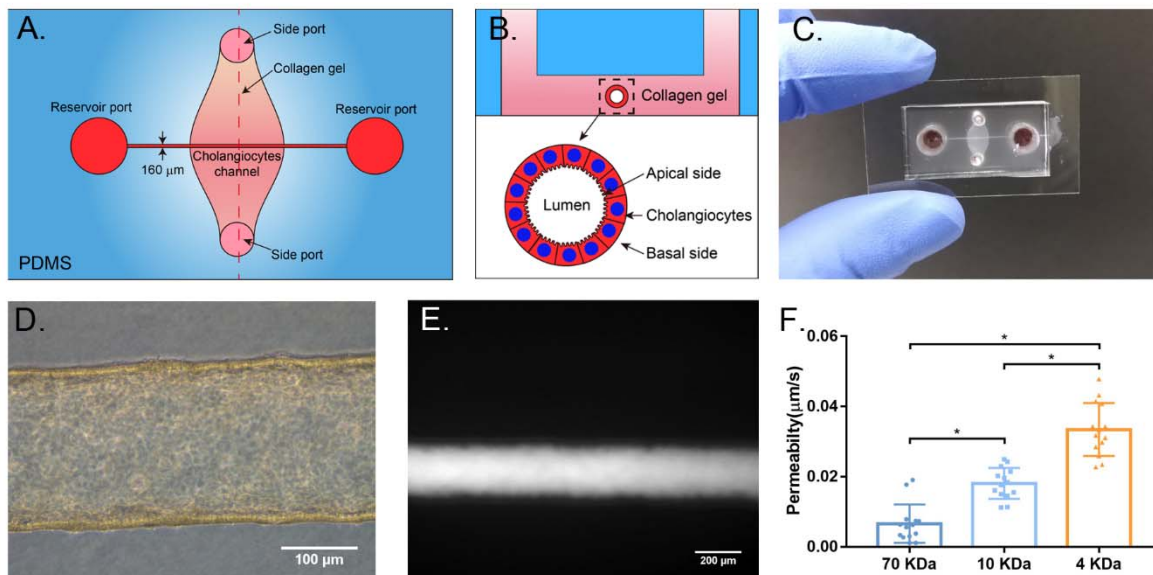 A.
Side port
Collagen gel
Reservoir port
Reservoir port
160 μm
Cholangiocytes
channel
Side port
PDMS
B.
Collagen gel
Apical side
Lumen
Cholangiocytes
Basal side
C.
D.
100 μm
E.
200 μm
F.
Permeabilty(μm/s)
0.06
0.04
0.02
0.00
*
*
*
70 KDa
10 KDa
4 KDa